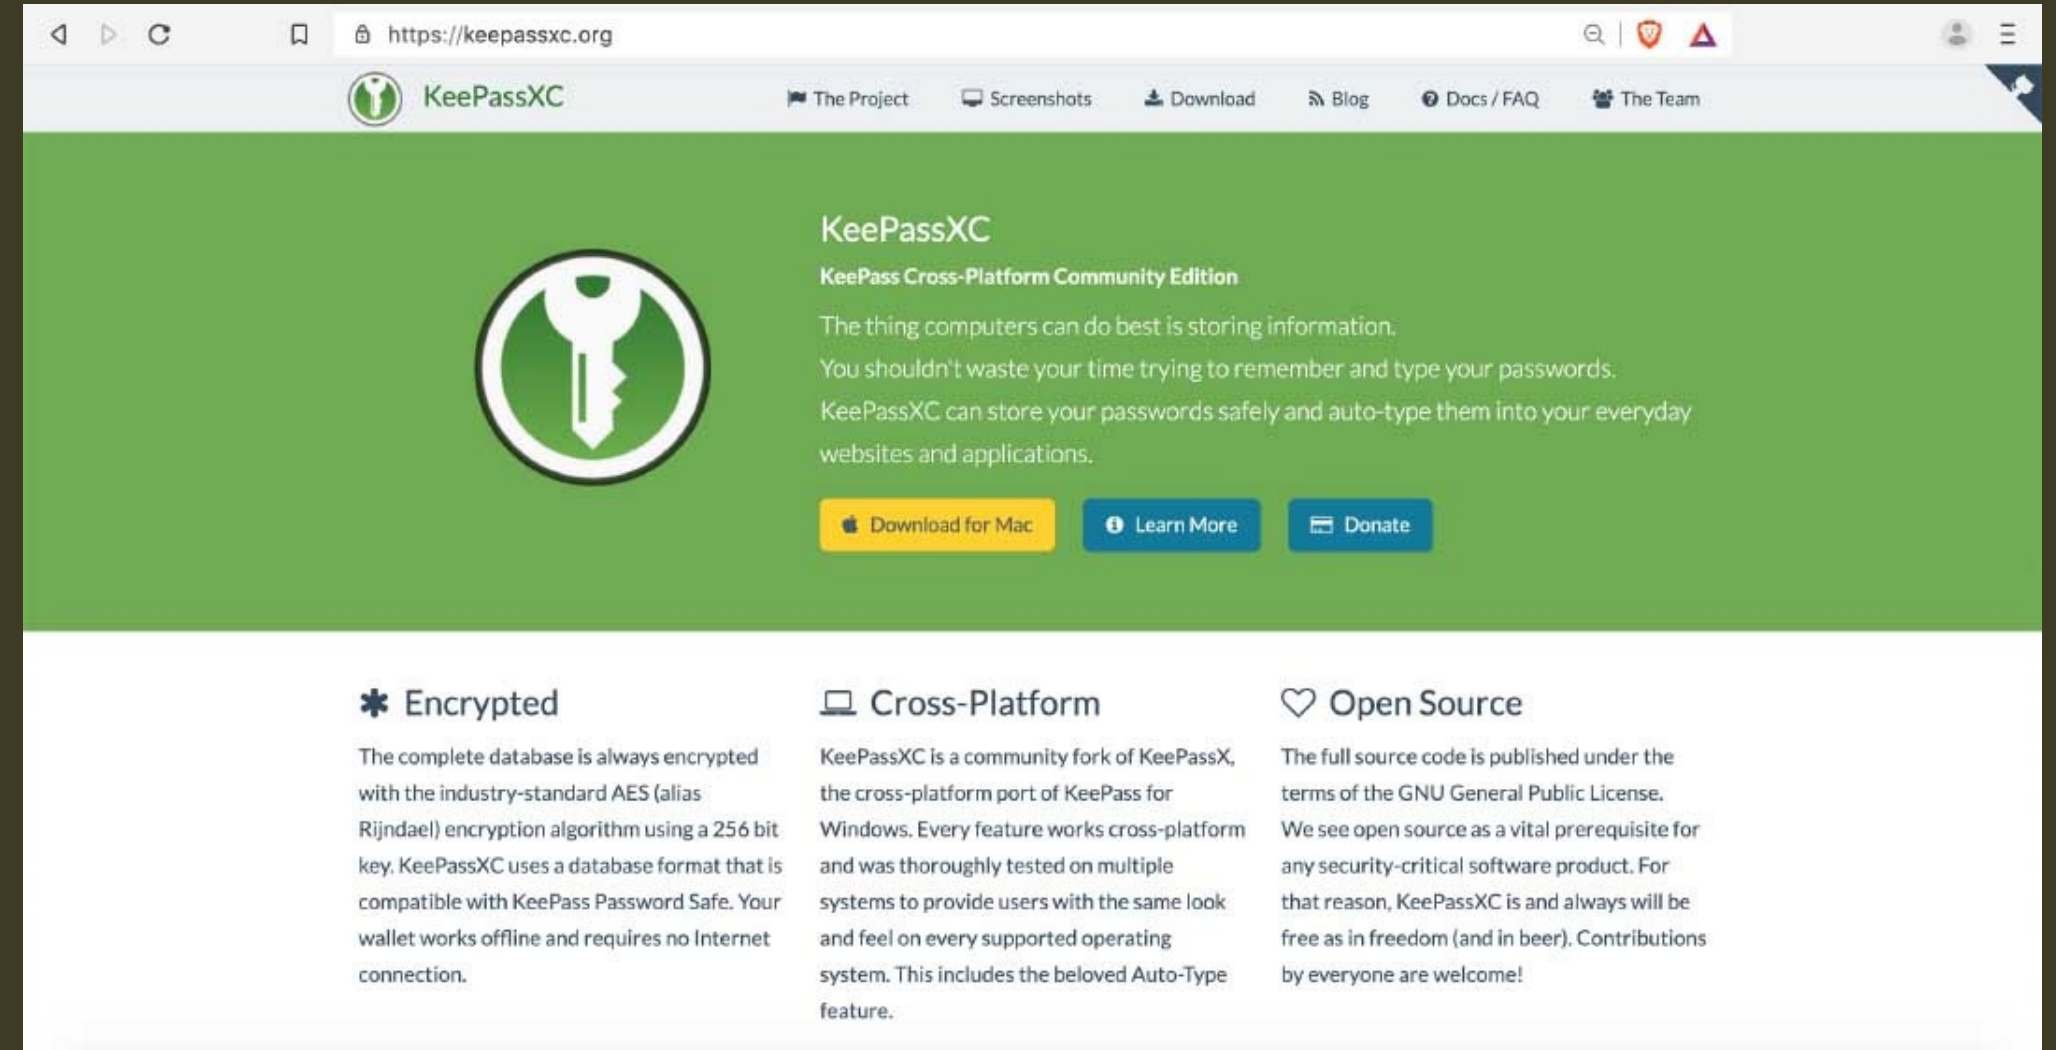 https://keepassxc.org
KeePassXC
The Project
Screenshots
Download
Blog
Docs / FAQ
The Team
KeePassXC
KeePass Cross-Platform Community Edition
The thing computers can do best is storing information.
You shouldn't waste your time trying to remember and type your passwords.
KeePassXC can store your passwords safely and auto-type them into your everyday
websites and applications.
Download for Mac
Learn More
Donate
Encrypted
The complete database is always encrypted
with the industry-standard AES (alias
Rijndael) encryption algorithm using a 256 bit
key. KeePassXC uses a database format that is
compatible with KeePass Password Safe. Your
wallet works offline and requires no Internet
connection.
Cross-Platform
KeePassXC is a community fork of KeePassX,
the cross-platform port of KeePass for
Windows. Every feature works cross-platform
and was thoroughly tested on multiple
systems to provide users with the same look
and feel on every supported operating
system. This includes the beloved Auto-Type
feature.
Open Source
The full source code is published under the
terms of the GNU General Public License.
We see open source as a vital prerequisite for
any security-critical software product. For
that reason, KeePassXC is and always will be
free as in freedom (and in beer). Contributions
by everyone are welcome!